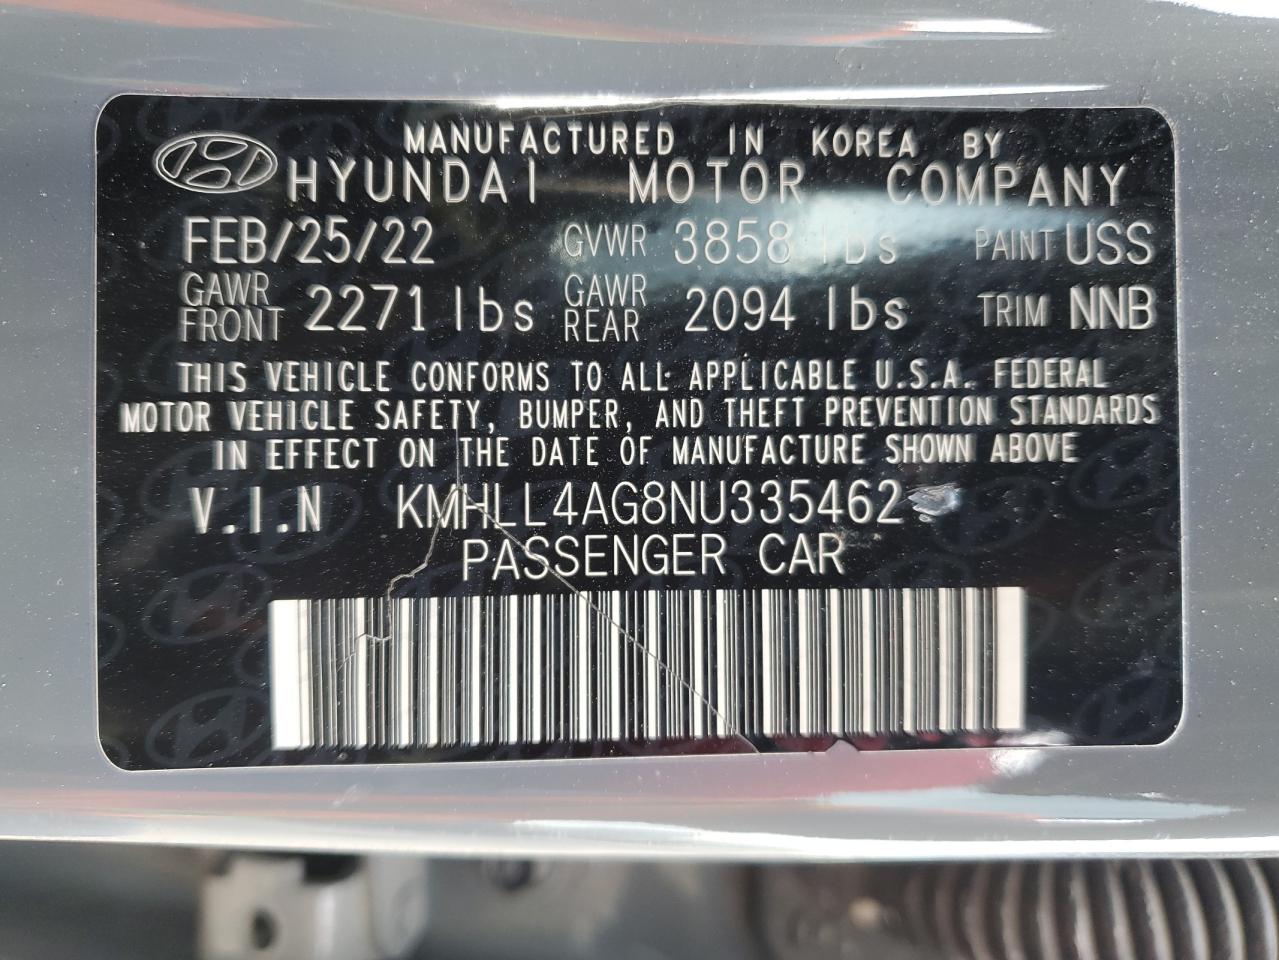 MANUFACTURED IN KOREA BY
HYUNDAI MOTOR COMPANY
FEB/25/22 GVWR 3858 lbs PAINT USS
GAWR FRONT 2271 lbs GAWR REAR 2094 lbs TRIM NNB
THIS VEHICLE CONFORMS TO ALL APPLICABLE U.S.A. FEDERAL
MOTOR VEHICLE SAFETY, BUMPER, AND THEFT PREVENTION STANDARDS
IN EFFECT ON THE DATE OF MANUFACTURE SHOWN ABOVE
V.I.N KMHLL4AG8NU335462
PASSENGER CAR